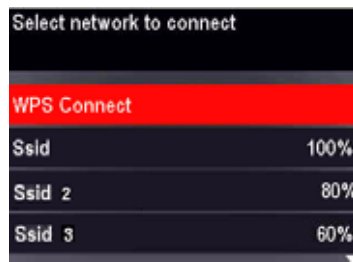 Select network to connect
WPS Connect
Ssid 100%
Ssid 2 80%
Ssid 3 60%